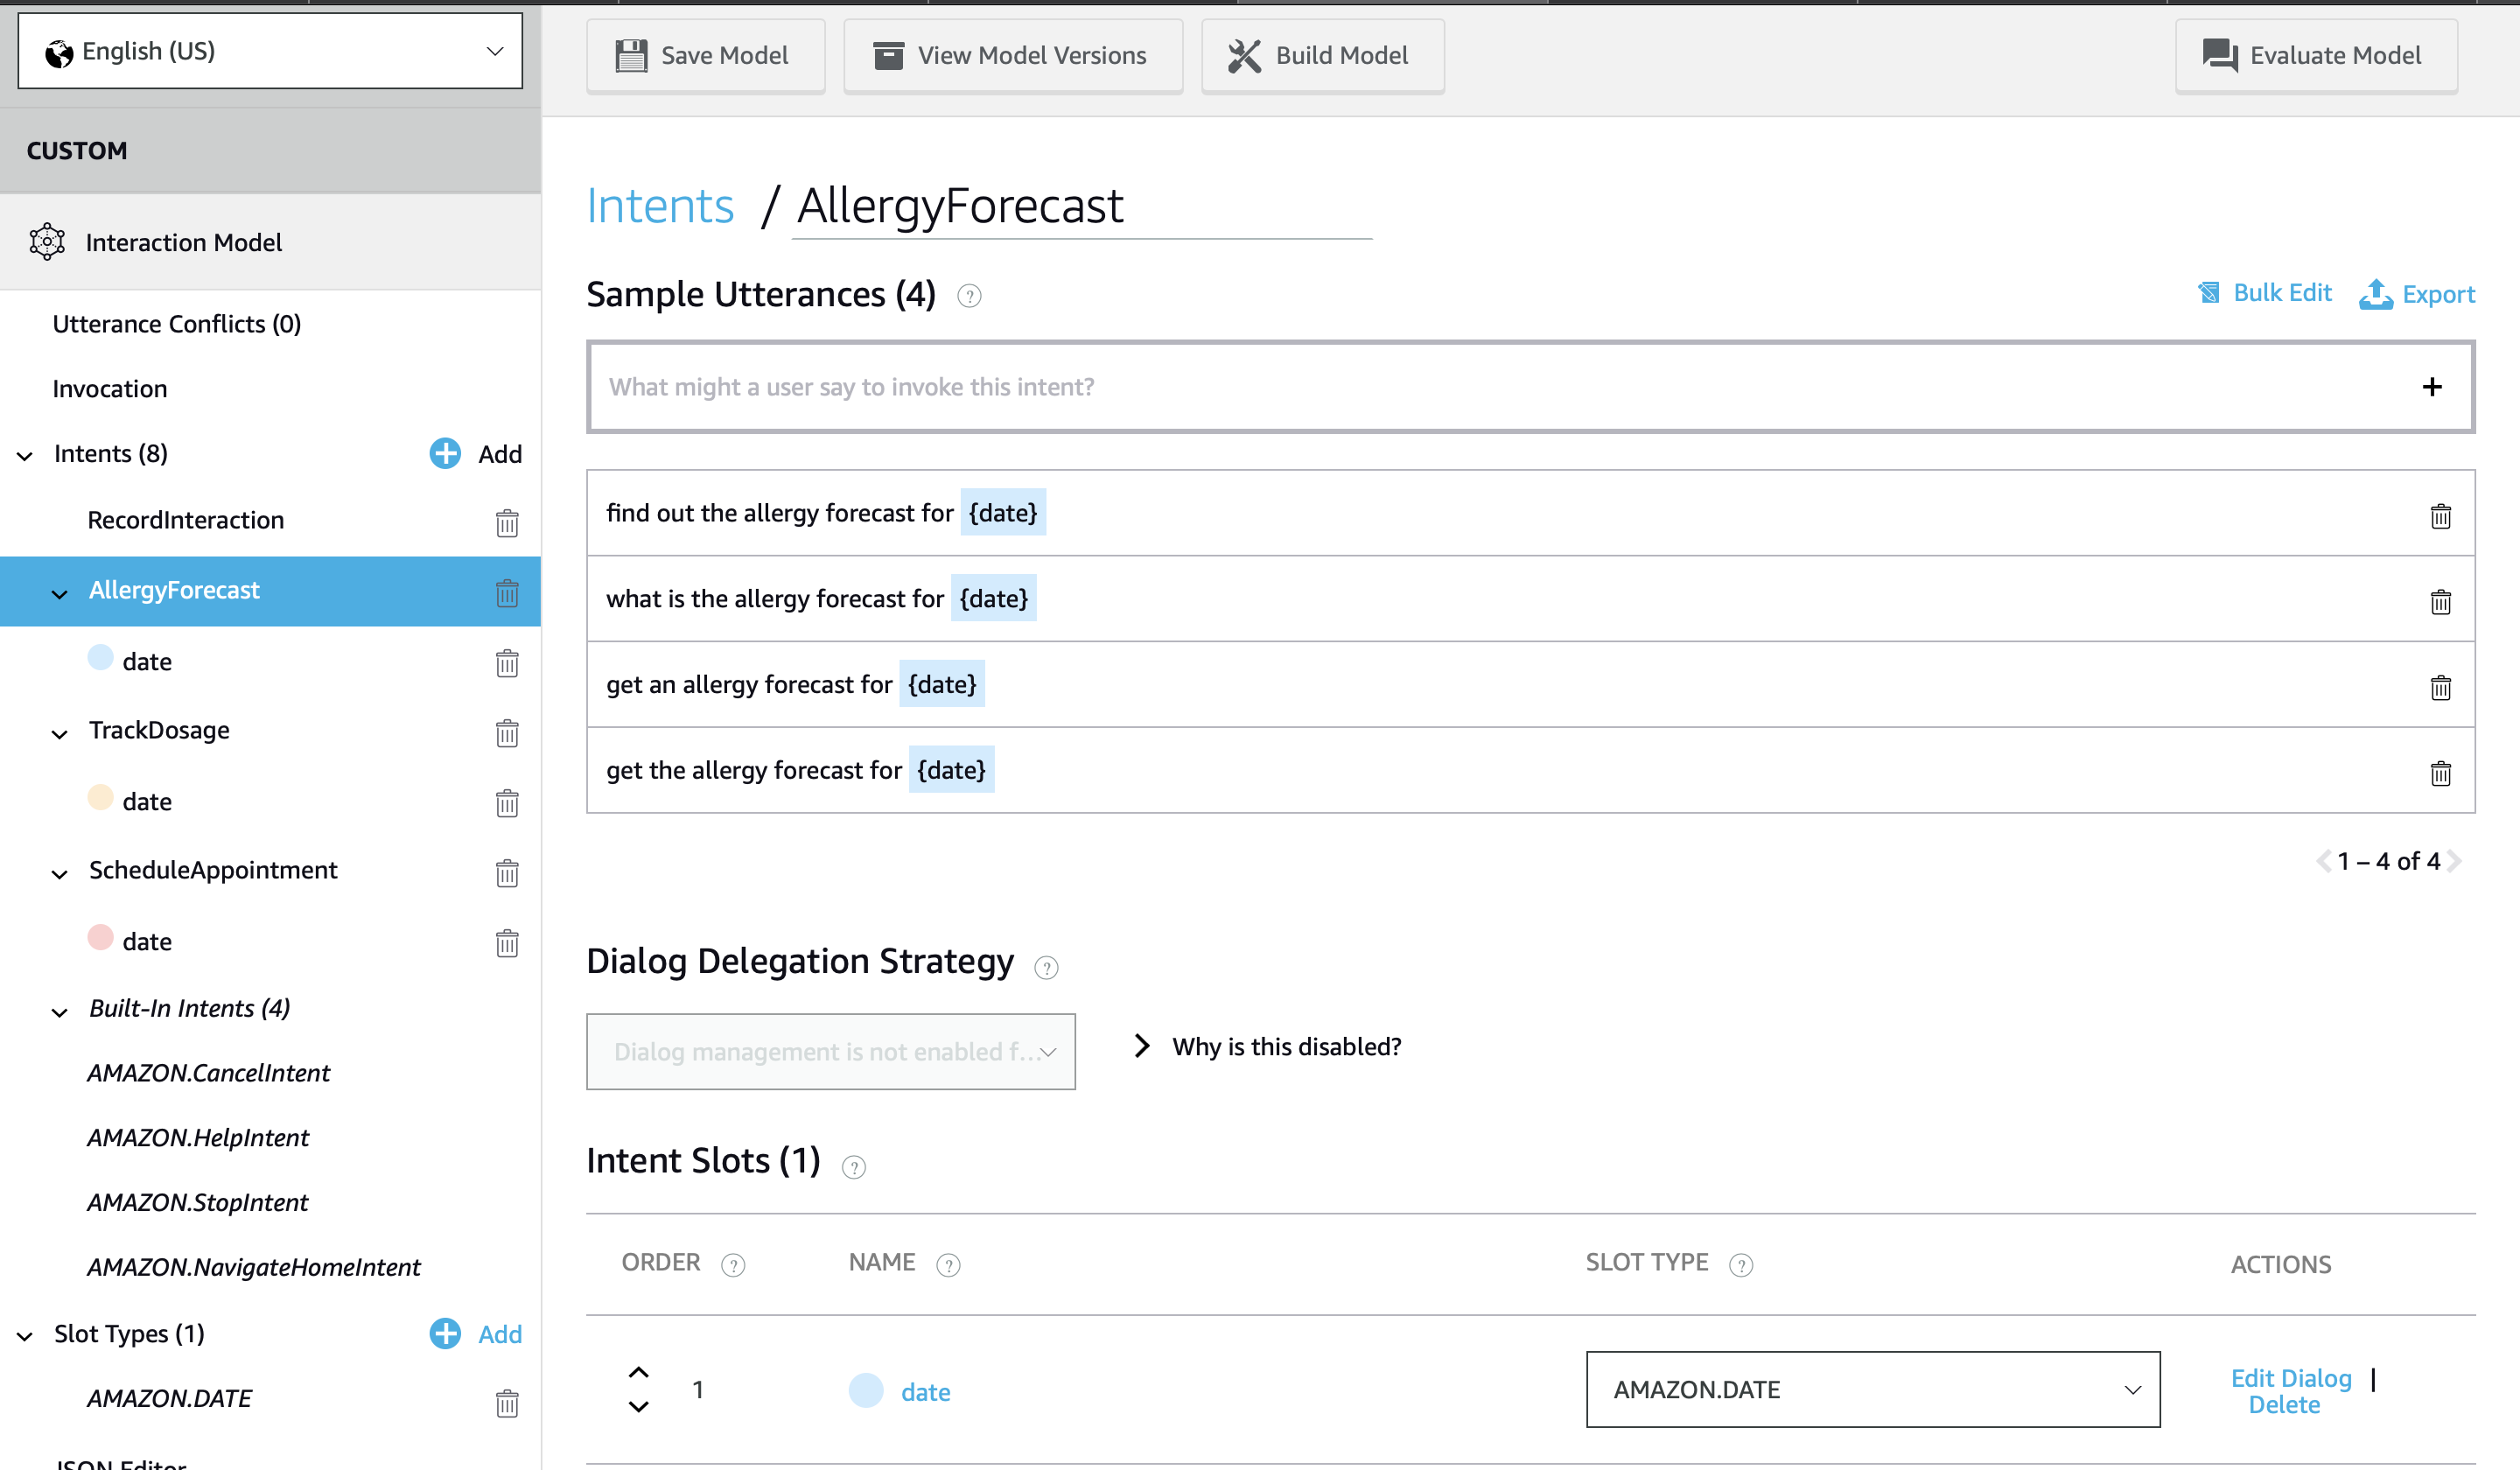 English (US)
Save Model
View Model Versions
Build Model
Evaluate Model
CUSTOM
Interaction Model
Utterance Conflicts (0)
Invocation
Intents (8)
Add
RecordInteraction
AllergyForecast
date
TrackDosage
date
ScheduleAppointment
date
Built-In Intents (4)
AMAZON.CancelIntent
AMAZON.HelpIntent
AMAZON.StopIntent
AMAZON.NavigateHomeIntent
Slot Types (1)
Add
AMAZON.DATE
JSON Editor
Intents / AllergyForecast
Sample Utterances (4) ?
Bulk Edit
Export
What might a user say to invoke this intent?
find out the allergy forecast for {date}
what is the allergy forecast for {date}
get an allergy forecast for {date}
get the allergy forecast for {date}
1 – 4 of 4
Dialog Delegation Strategy ?
Dialog management is not enabled f...
Why is this disabled?
Intent Slots (1) ?
ORDER ? NAME ? SLOT TYPE ? ACTIONS
1 date AMAZON.DATE Edit Dialog |
Delete